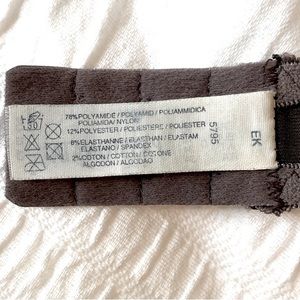 78% POLYAMIDE / POLYAMID / POLIAMMIDICA
POLIAMIDA/ NYLON
12% POLYESTER / POLIESTERE / POLIESTER
8% ELASTHANNE / ELASTHAN / ELASTAM
ELASTANO / SPANDEX
2% COTON / COTTON / COTONE
ALGODON / ALGODAO
5795
EK